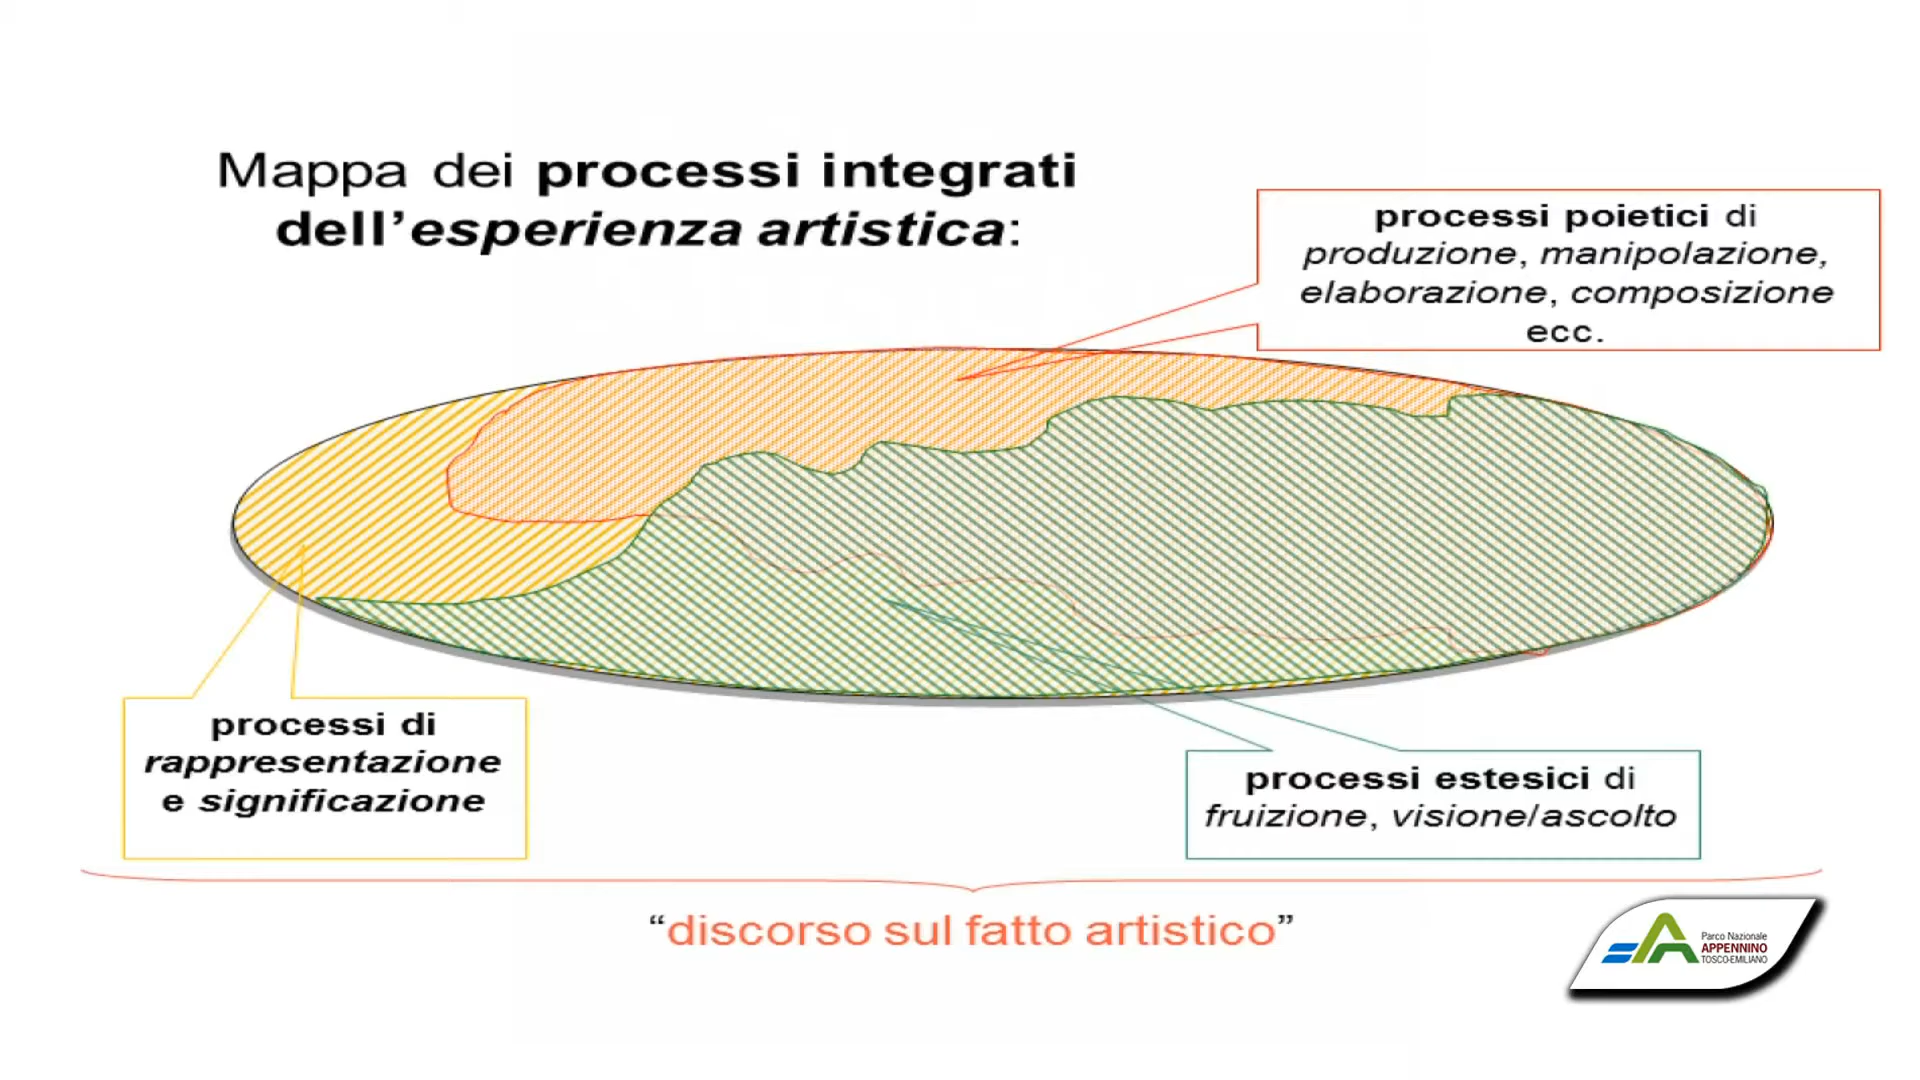 Mappa dei processi integrati
dell’esperienza artistica:
processi poietici di
produzione, manipolazione,
elaborazione, composizione
ecc.
processi di
rappresentazione
e significazione
processi estesici di
fruizione, visione/ascolto
“discorso sul fatto artistico”
Parco Nazionale
APPENNINO
TOSCO-EMILIANO